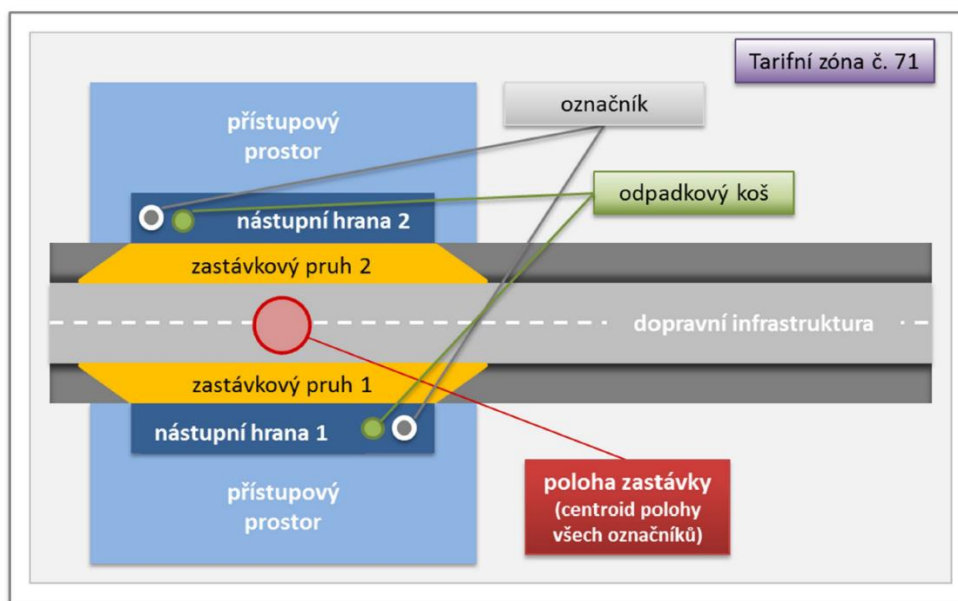 Tarifní zóna č. 71
označník
přístupový
prostor
odpadkový koš
nástupní hrana 2
zastávkový pruh 2
dopravní infrastruktura
zastávkový pruh 1
nástupní hrana 1
přístupový
prostor
poloha zastávky
(centroid polohy
všech označníků)